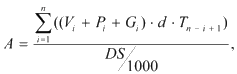 A = \frac{\sum_{i=1}^{n}((V_i + P_i + G_i) \cdot d \cdot T_{n-i+1})}{DS/1000},